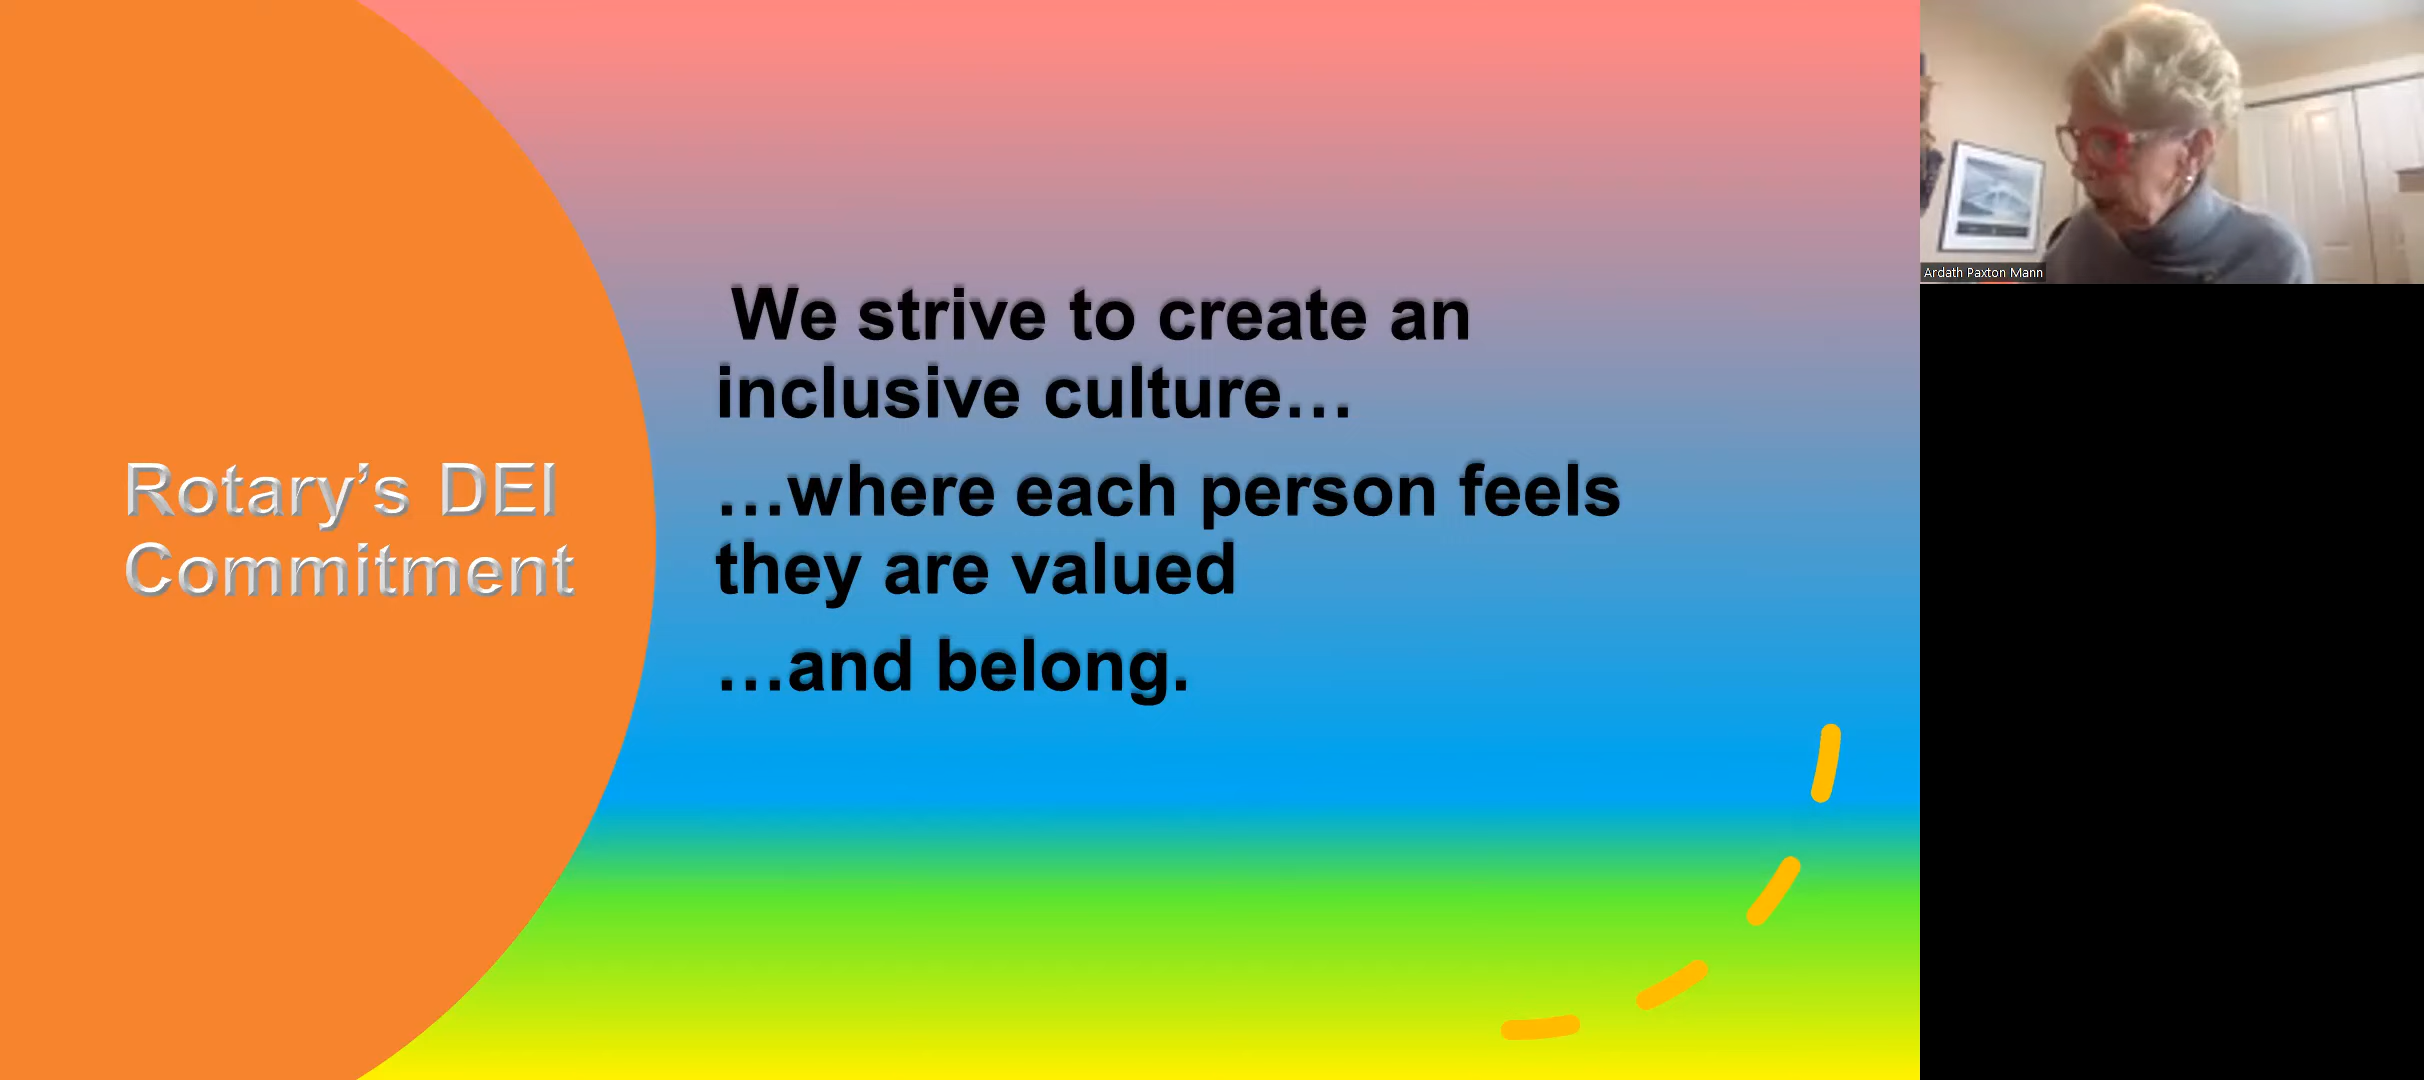 Rotary’s DEI
Commitment
We strive to create an
inclusive culture…
…where each person feels
they are valued
…and belong.
Ardath Paxton Mann